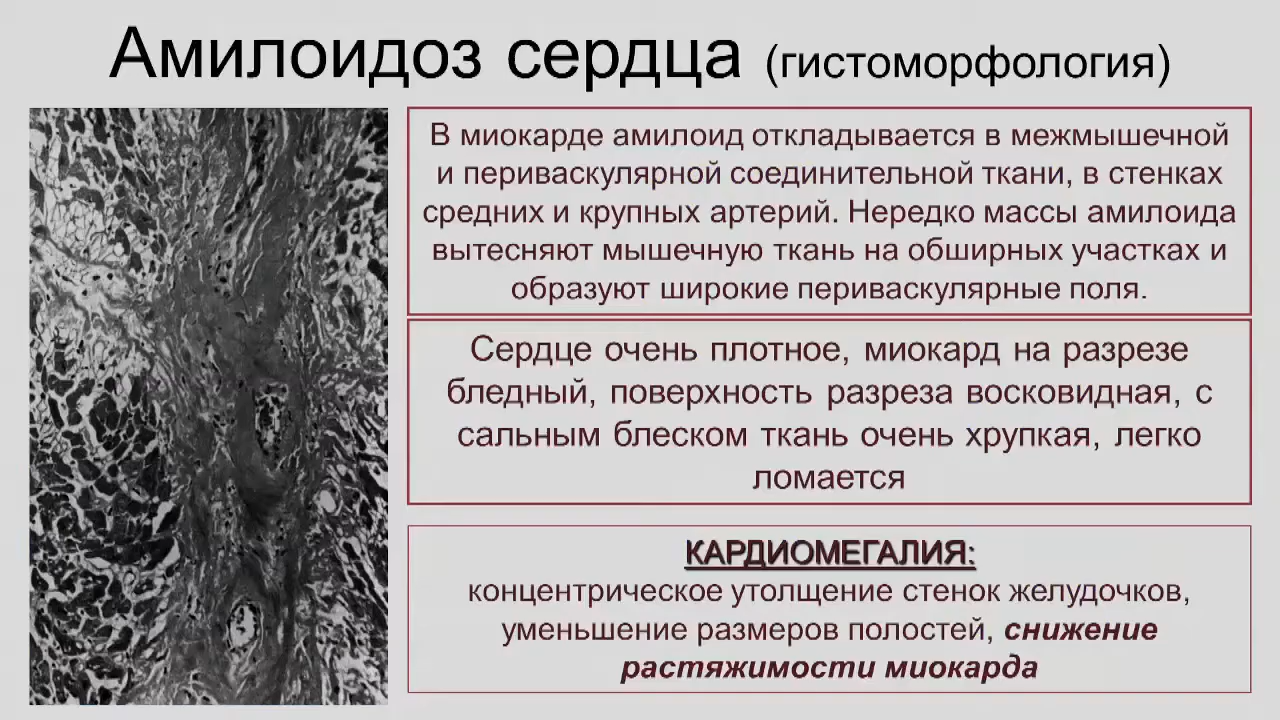 Амилоидоз сердца (гистоморфология)
В миокарде амилоид откладывается в межмышечной
и периваскулярной соединительной ткани, в стенках
средних и крупных артерий. Нередко массы амилоида
вытесняют мышечную ткань на обширных участках и
образуют широкие периваскулярные поля.
Сердце очень плотное, миокард на разрезе
бледный, поверхность разреза восковидная, с
сальным блеском ткань очень хрупкая, легко
ломается
КАРДИОМЕГАЛИЯ:
концентрическое утолщение стенок желудочков,
уменьшение размеров полостей, снижение
растяжимости миокарда